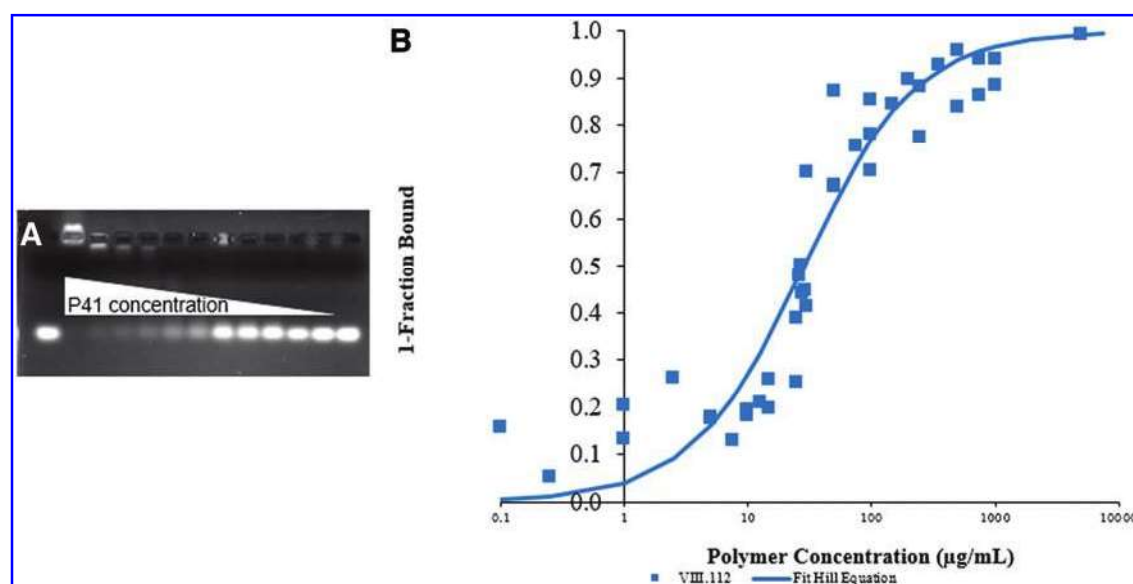 A
P41 concentration
B
1-Fraction Bound
1.0
0.9
0.8
0.7
0.6
0.5
0.4
0.3
0.2
0.1
0.0
0.1 1 10 100 1000 10000
Polymer Concentration (µg/mL)
VIII.112 Fit Hill Equation